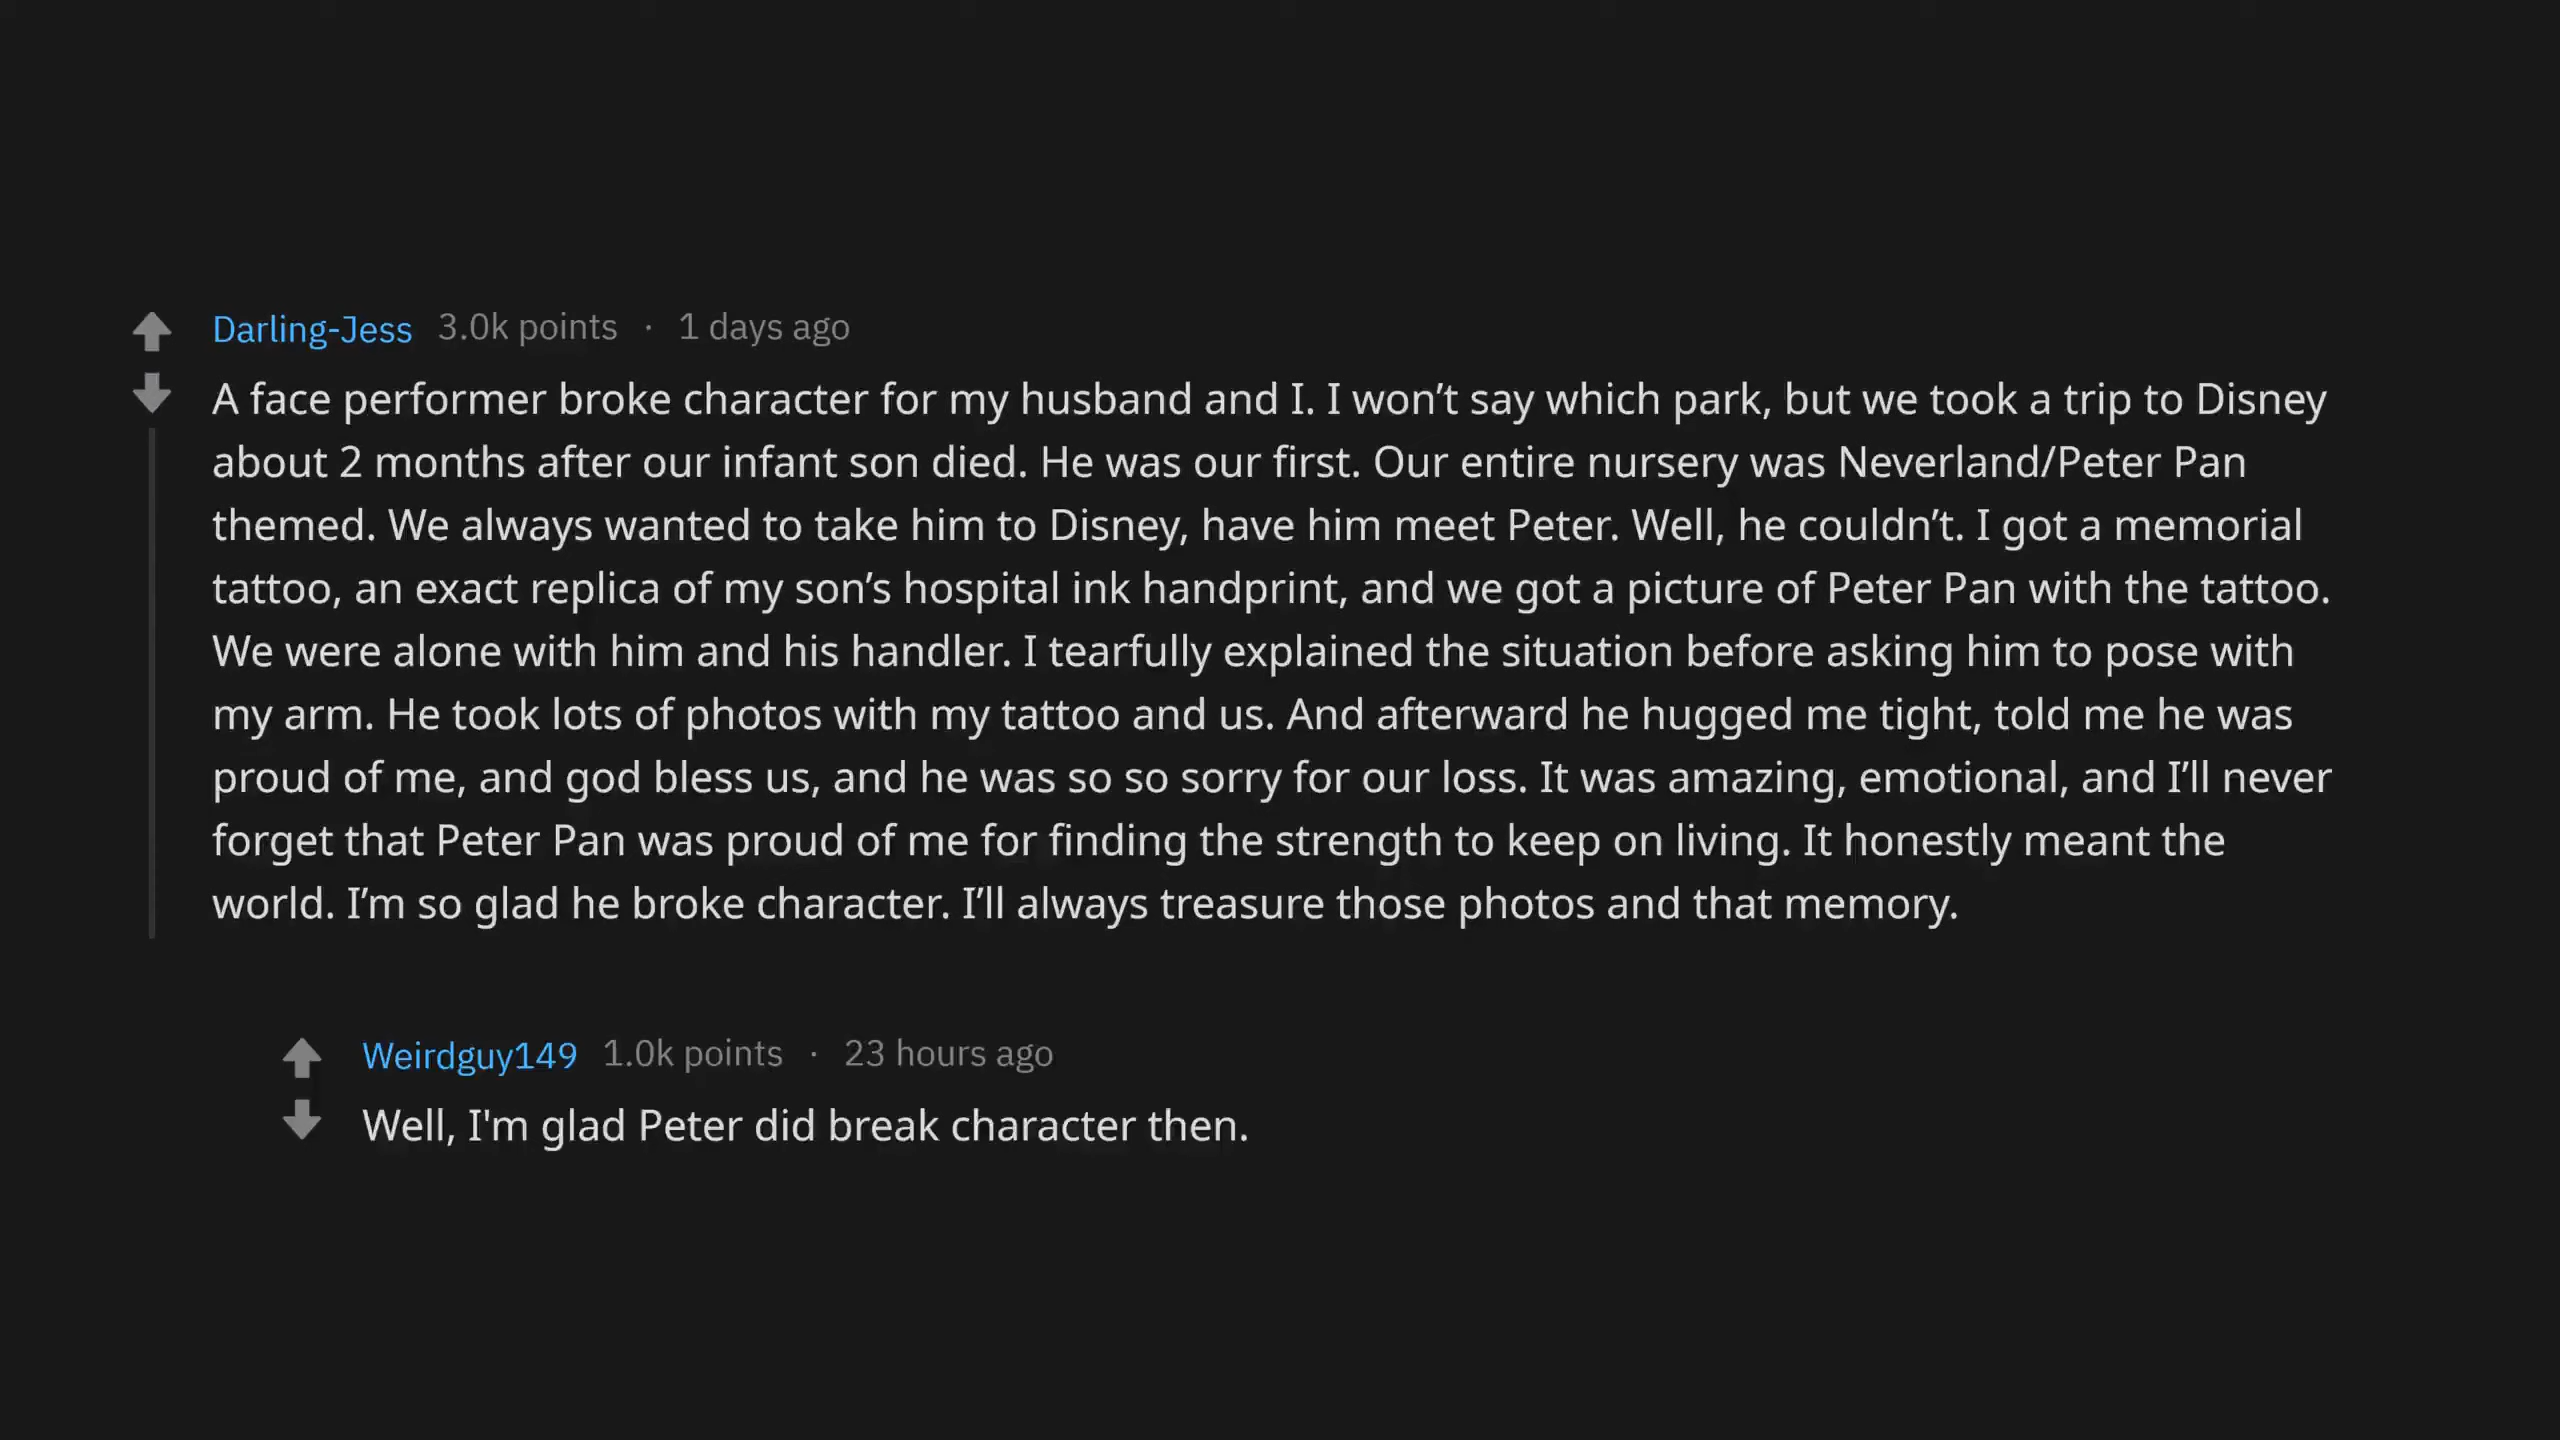 Darling-Jess 3.0k points · 1 days ago
A face performer broke character for my husband and I. I won’t say which park, but we took a trip to Disney
about 2 months after our infant son died. He was our first. Our entire nursery was Neverland/Peter Pan
themed. We always wanted to take him to Disney, have him meet Peter. Well, he couldn’t. I got a memorial
tattoo, an exact replica of my son’s hospital ink handprint, and we got a picture of Peter Pan with the tattoo.
We were alone with him and his handler. I tearfully explained the situation before asking him to pose with
my arm. He took lots of photos with my tattoo and us. And afterward he hugged me tight, told me he was
proud of me, and god bless us, and he was so so sorry for our loss. It was amazing, emotional, and I’ll never
forget that Peter Pan was proud of me for finding the strength to keep on living. It honestly meant the
world. I’m so glad he broke character. I’ll always treasure those photos and that memory.
Weirdguy149 1.0k points · 23 hours ago
Well, I'm glad Peter did break character then.